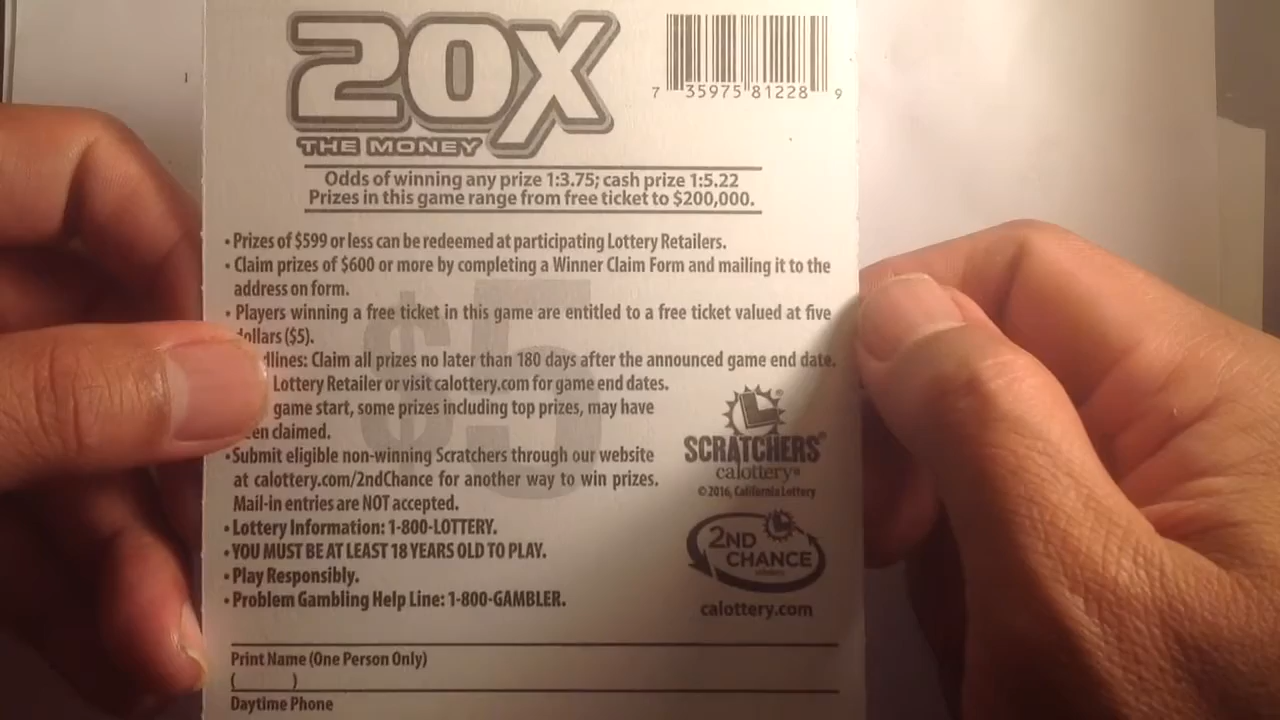 20X
THE MONEY
7 35975 81228 9
Odds of winning any prize 1:3.75; cash prize 1:5.22
Prizes in this game range from free ticket to $200,000.
$5
• Prizes of $599 or less can be redeemed at participating Lottery Retailers.
• Claim prizes of $600 or more by completing a Winner Claim Form and mailing it to the
address on form.
• Players winning a free ticket in this game are entitled to a free ticket valued at five
dollars ($5).
Claim all prizes no later than 180 days after the announced game end date.
Lottery Retailer or visit calottery.com for game end dates.
game start, some prizes including top prizes, may have
claimed.
• Submit eligible non-winning Scratchers through our website
at calottery.com/2ndChance for another way to win prizes.
Mail-in entries are NOT accepted.
• Lottery Information: 1-800-LOTTERY.
• YOU MUST BE AT LEAST 18 YEARS OLD TO PLAY.
• Play Responsibly.
• Problem Gambling Help Line: 1-800-GAMBLER.
SCRATCHERS®
calottery®
© 2016, California Lottery
2ND
CHANCE
calottery.com
Print Name (One Person Only)
( )
Daytime Phone